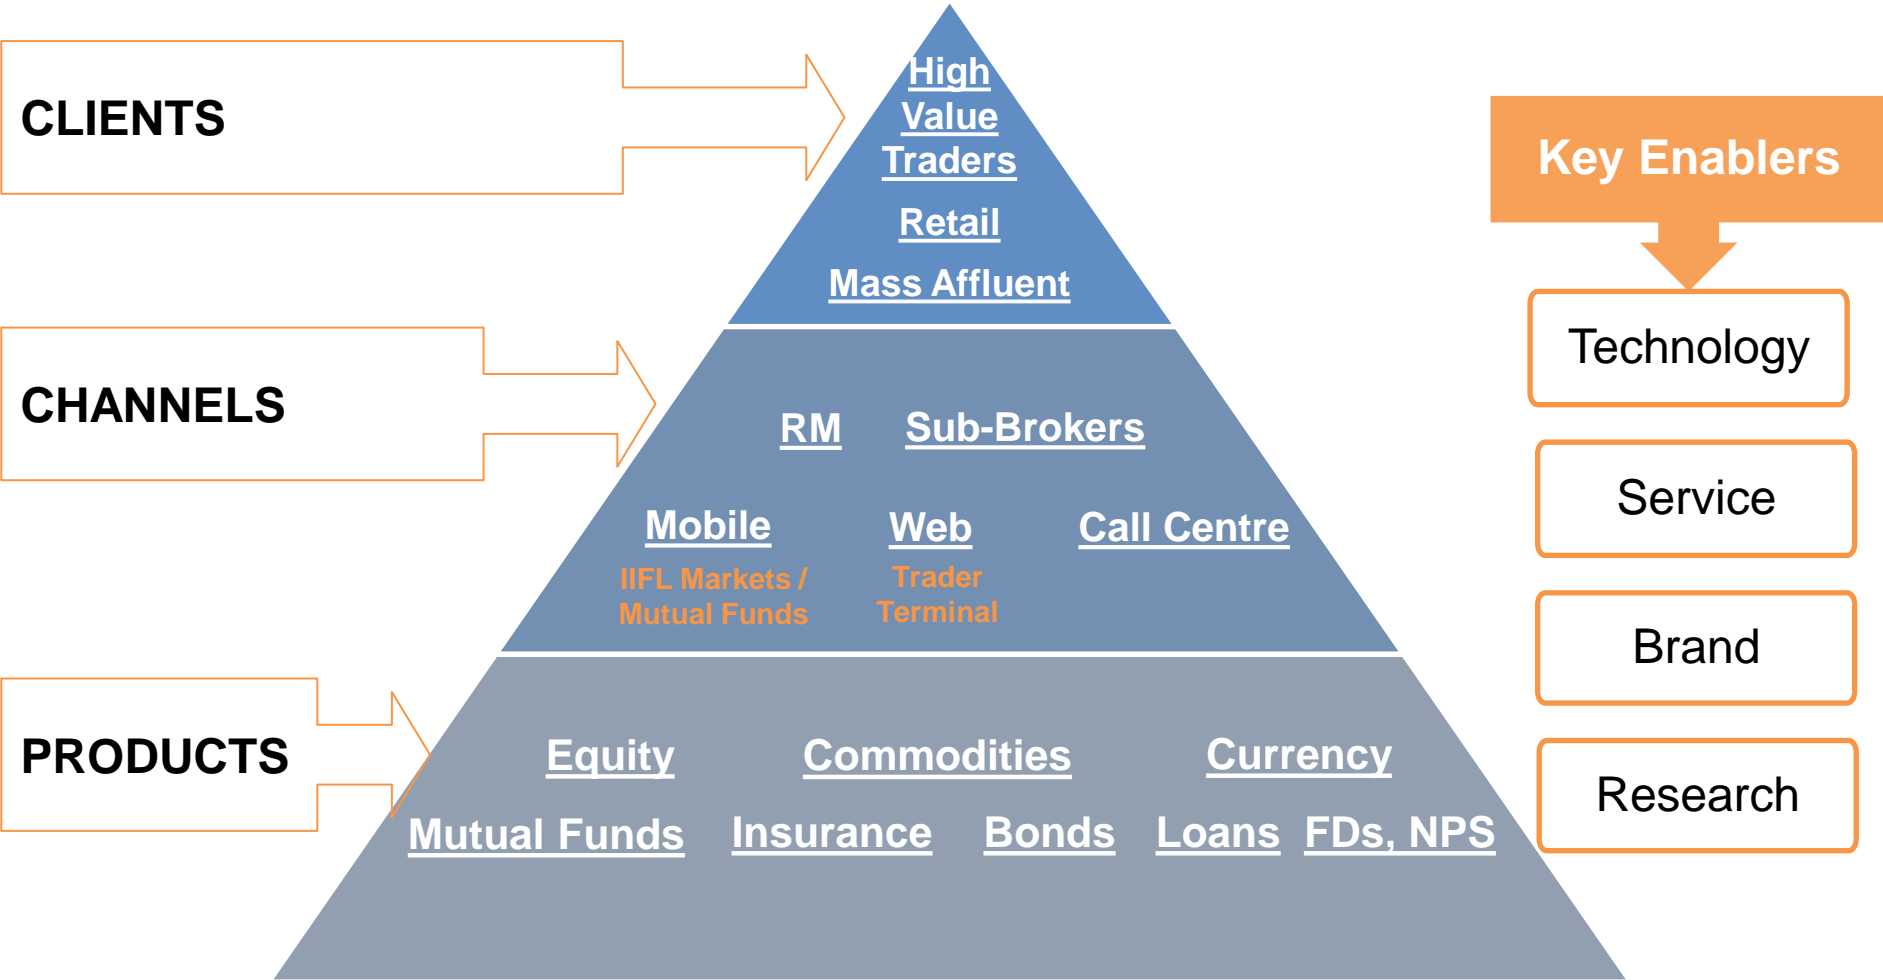 CLIENTS
High
Value
Traders
Retail
Mass Affluent
CHANNELS
RM
Sub-Brokers
Mobile
IIFL Markets /
Mutual Funds
Web
Trader
Terminal
Call Centre
PRODUCTS
Equity
Commodities
Currency
Mutual Funds
Insurance
Bonds
Loans
FDs, NPS
Key Enablers
Technology
Service
Brand
Research